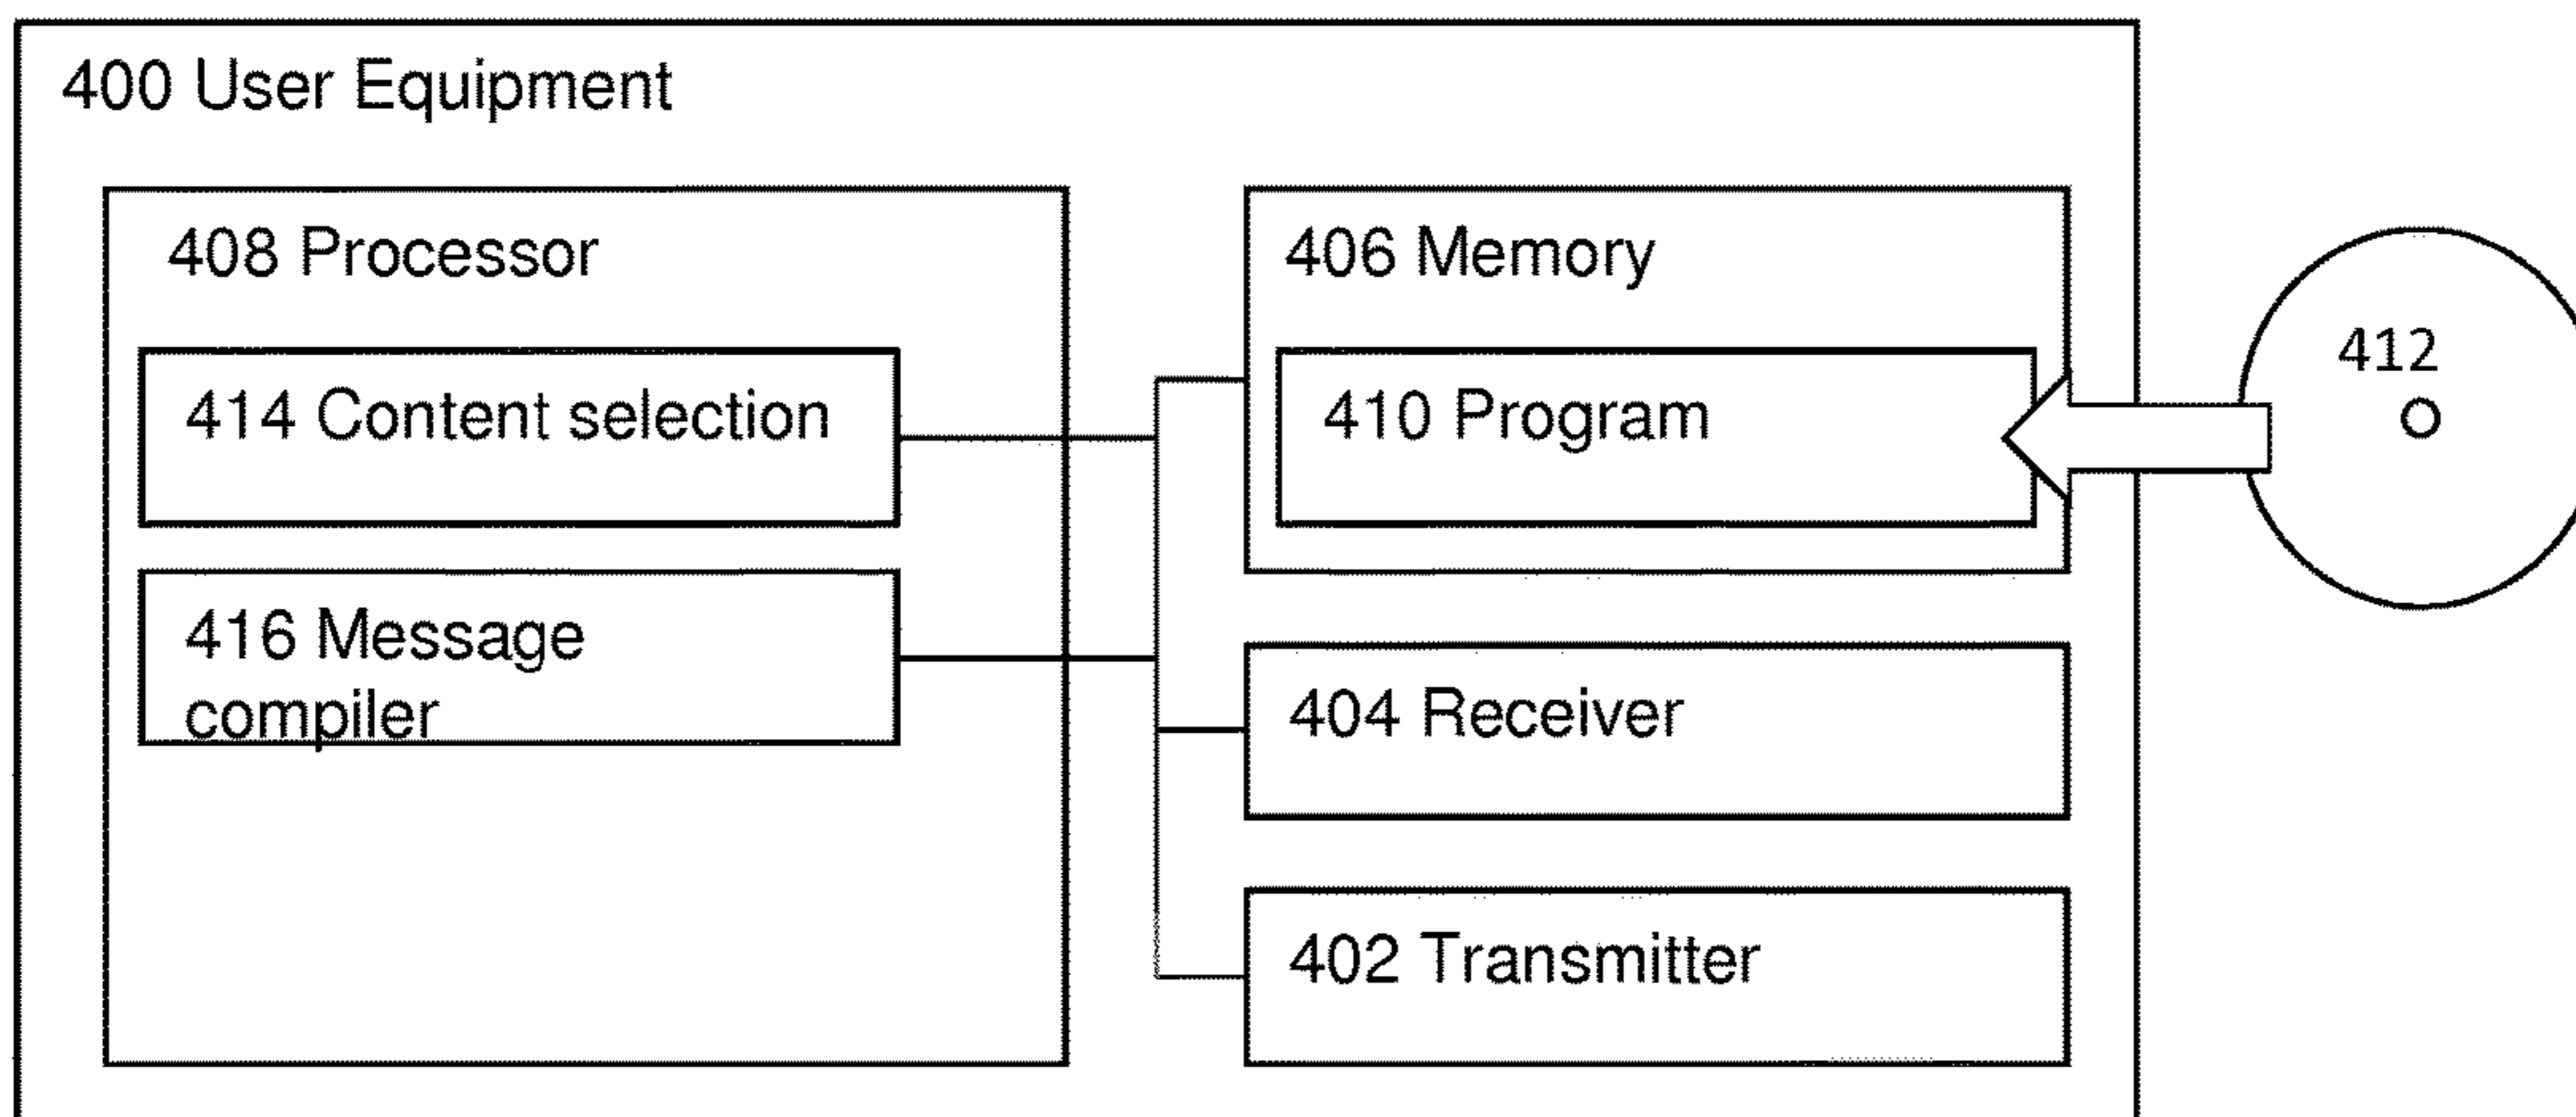 400 User Equipment
408 Processor
414 Content selection
416 Message
compiler
406 Memory
410 Program
404 Receiver
402 Transmitter
412